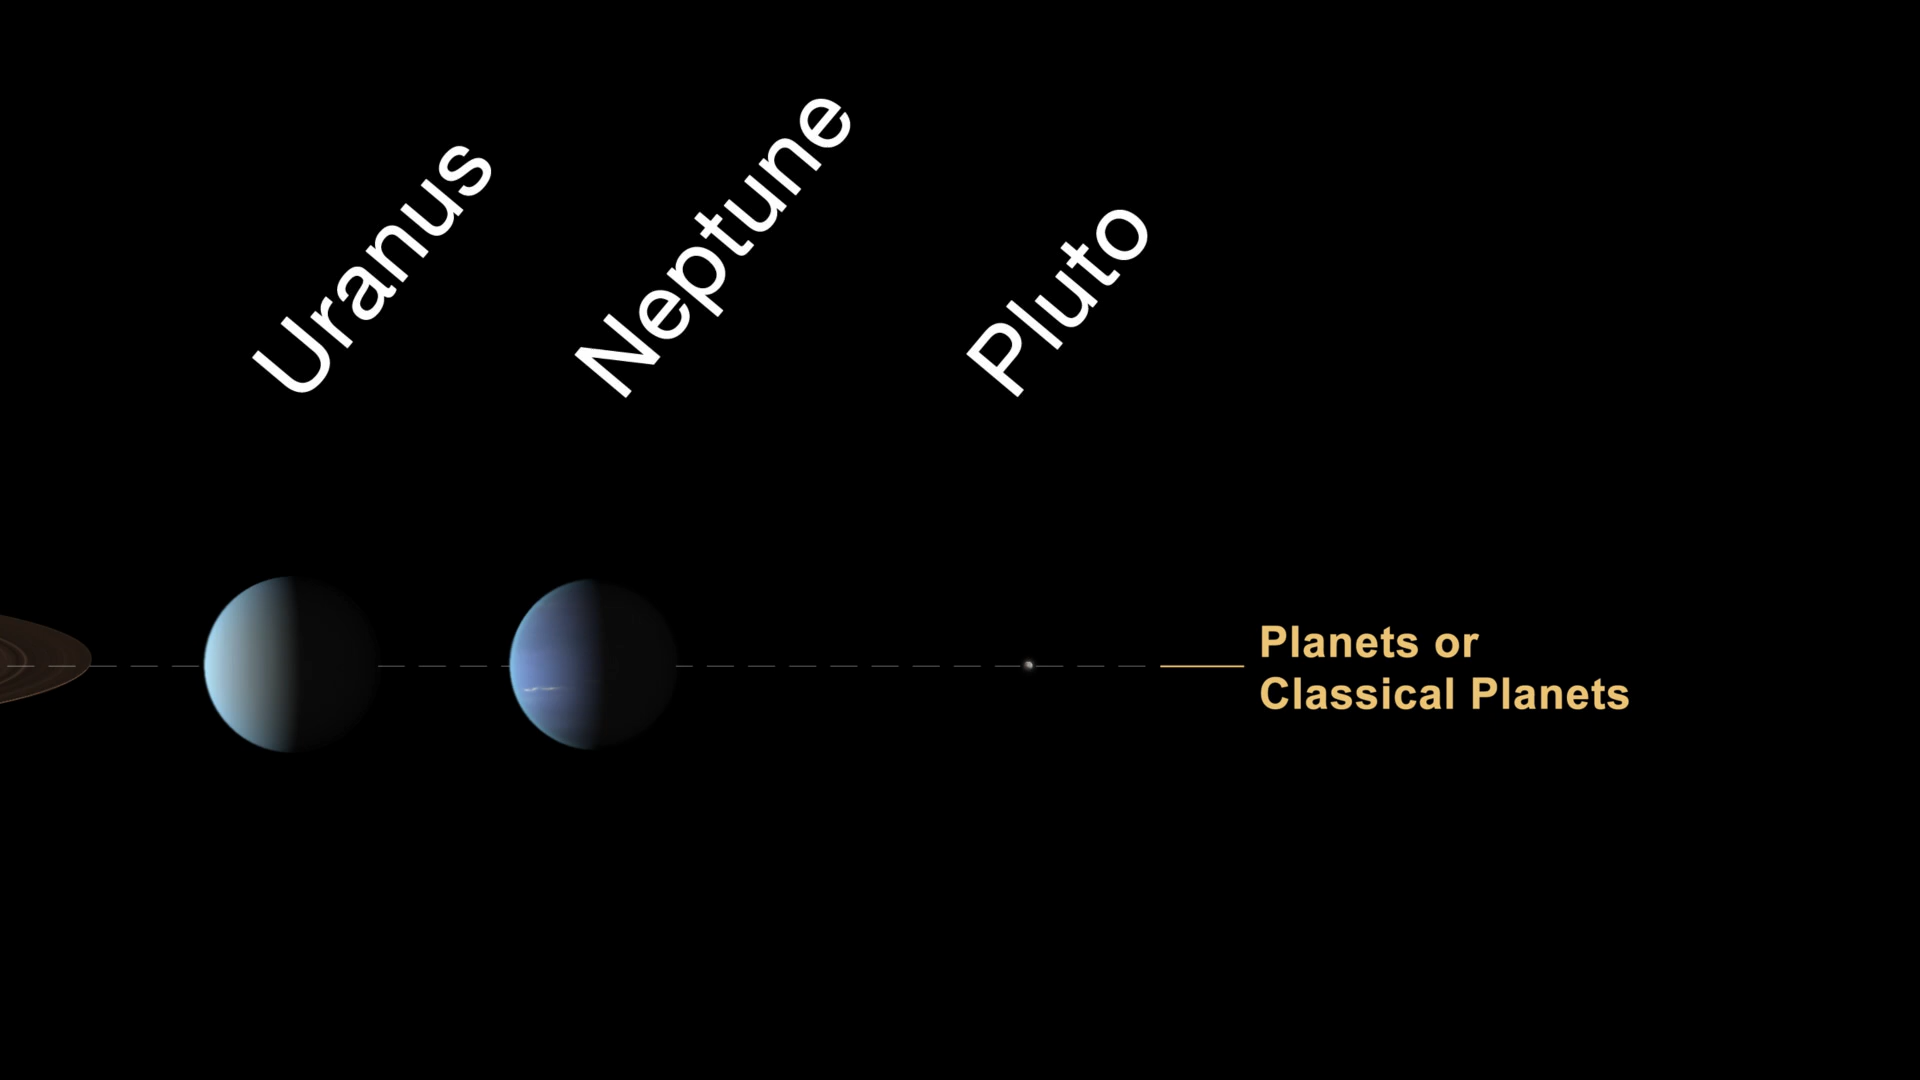 Uranus
Neptune
Pluto
Planets or
Classical Planets